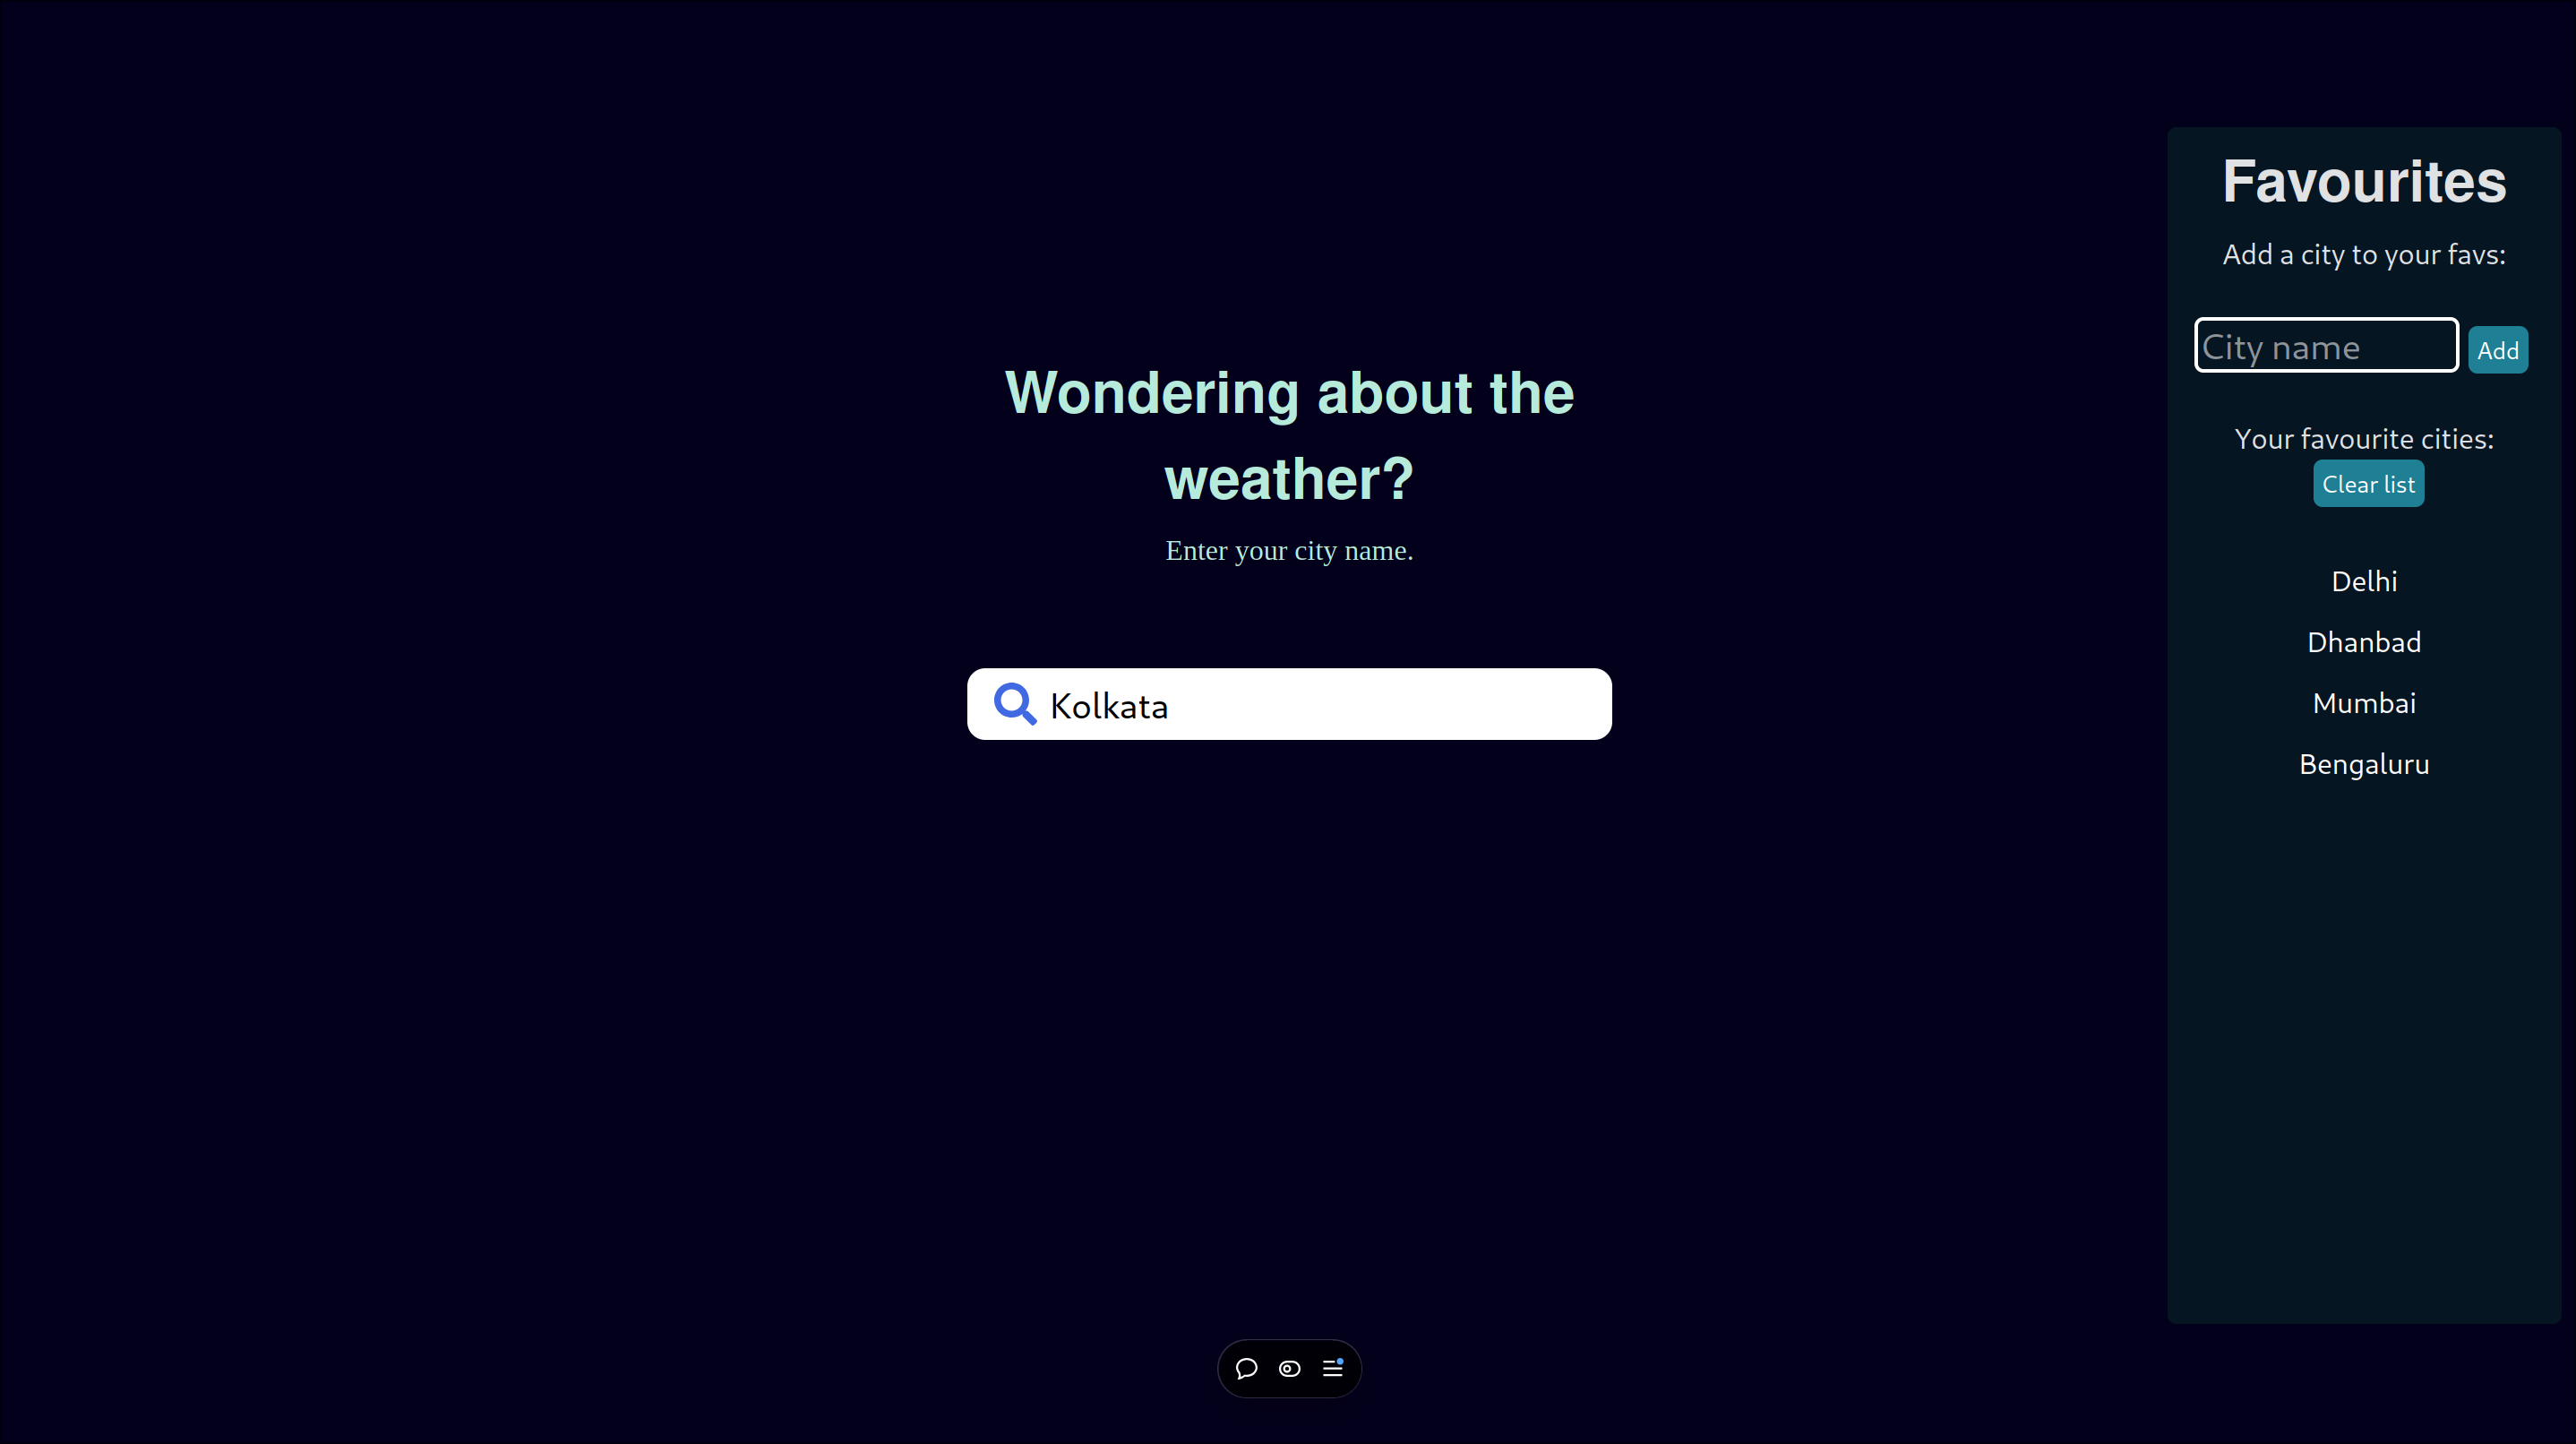 Wondering about the
weather?
Enter your city name.
Kolkata
Favourites
Add a city to your favs:
City name
Add
Your favourite cities:
Clear list
Delhi
Dhanbad
Mumbai
Bengaluru